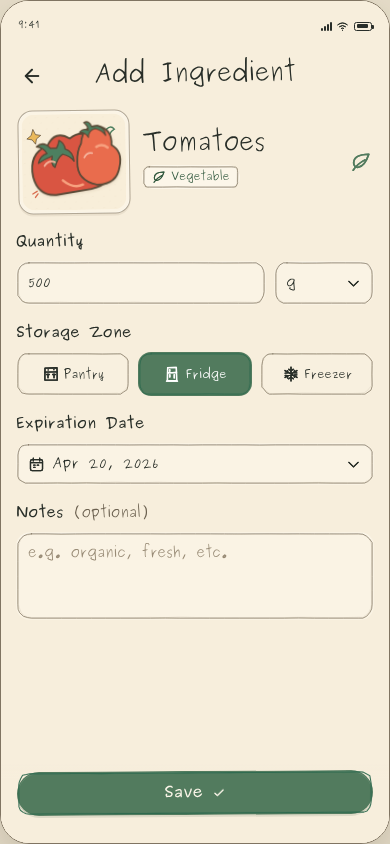 9:41
Add Ingredient
Tomatoes
Vegetable
Quantity
500
g
Storage Zone
Pantry
Fridge
Freezer
Expiration Date
Apr 20, 2026
Notes (optional)
e.g. organic, fresh, etc.
Save